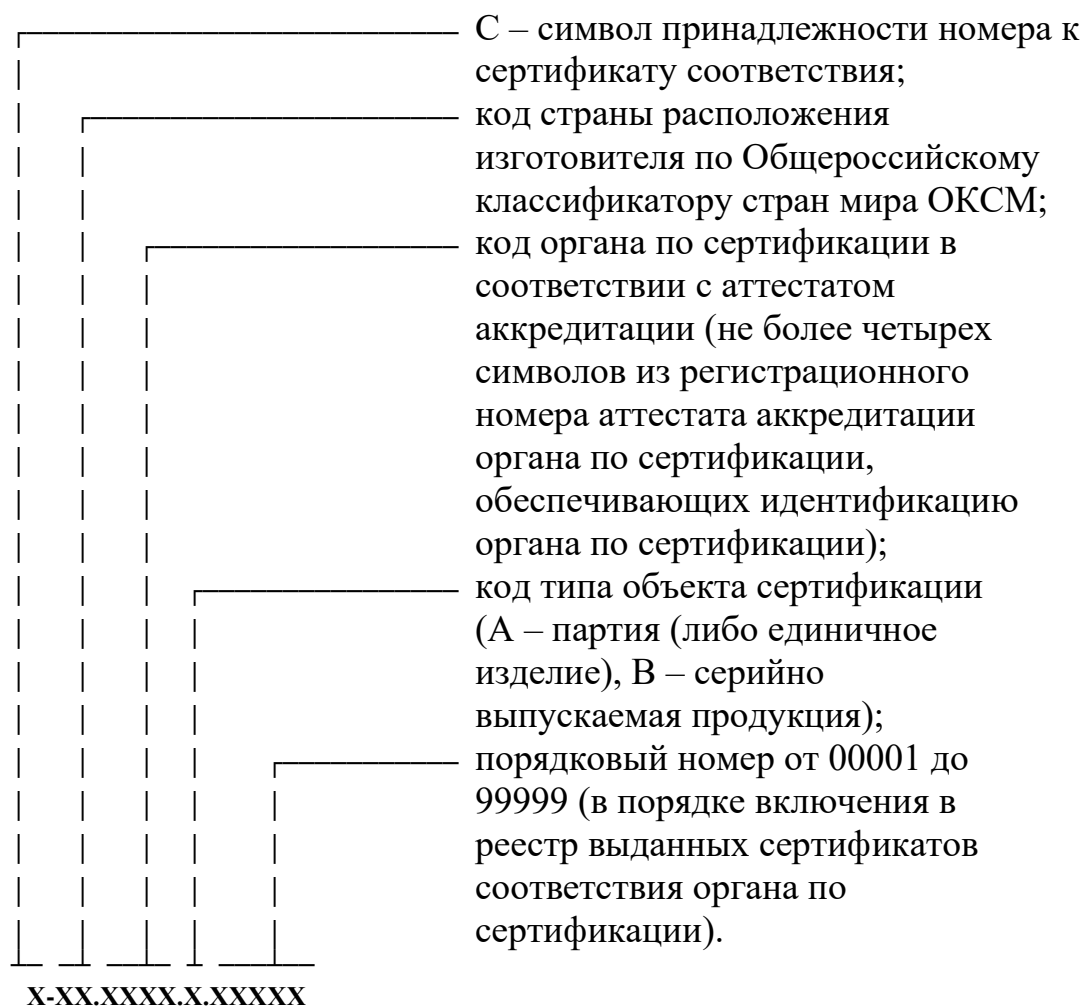 С – символ принадлежности номера к
сертификату соответствия;
код страны расположения
изготовителя по Общероссийскому
классификатору стран мира ОКСМ;
код органа по сертификации в
соответствии с аттестатом
аккредитации (не более четырех
символов из регистрационного
номера аттестата аккредитации
органа по сертификации,
обеспечивающих идентификацию
органа по сертификации);
код типа объекта сертификации
(А – партия (либо единичное
изделие), В – серийно
выпускаемая продукция);
порядковый номер от 00001 до
99999 (в порядке включения в
реестр выданных сертификатов
соответствия органа по
сертификации).
Х-ХХ.ХХХХ.Х.ХХХХХ